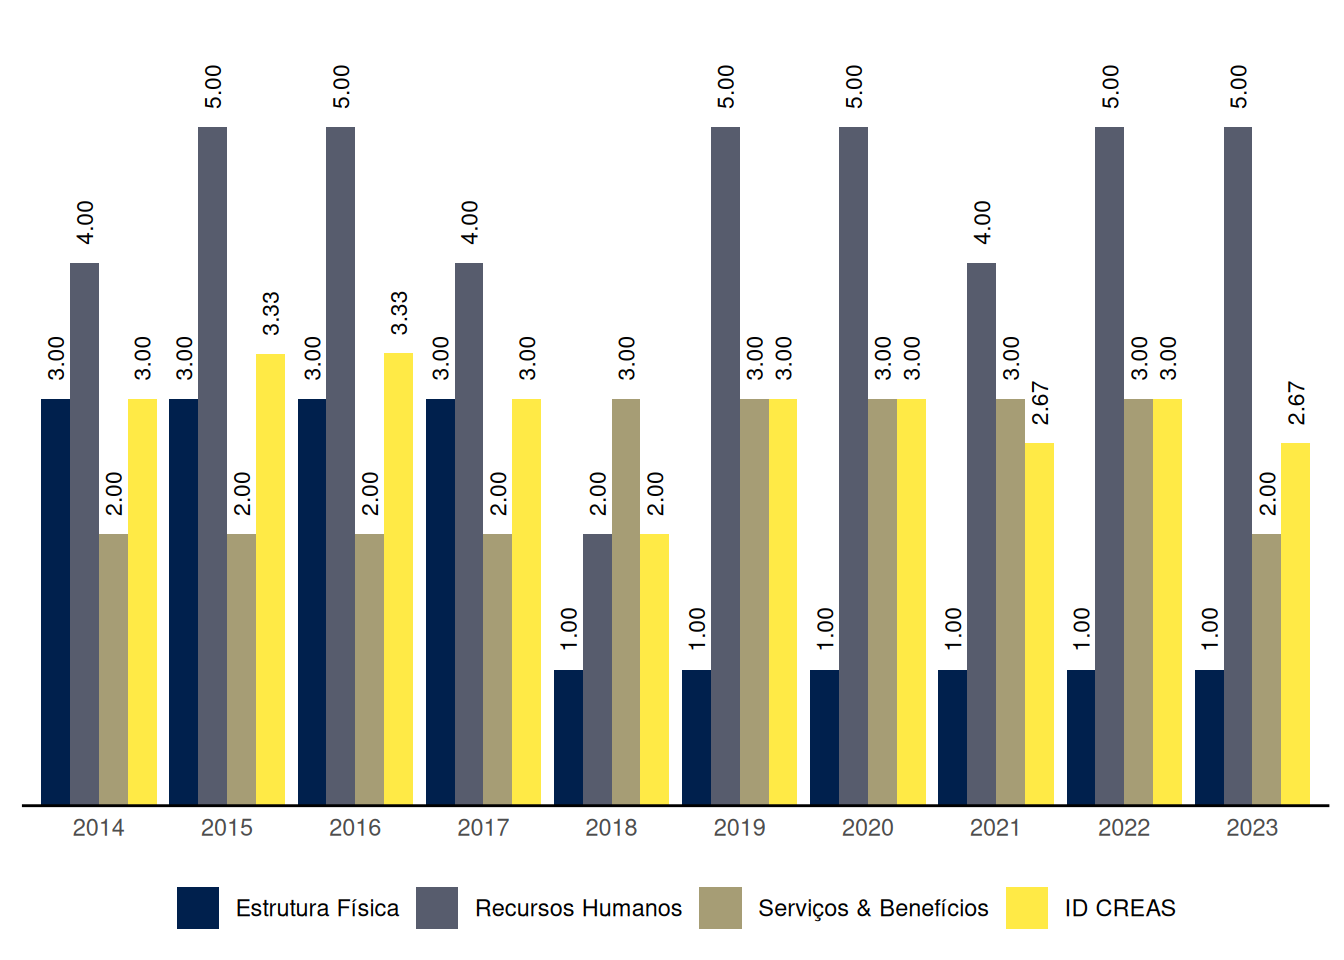 5.00 5.00 5.00 5.00 5.00 5.00
4.00 4.00 4.00
3.33 3.33
3.00 3.00 3.00 3.00 3.00 3.00 3.00 3.00 3.00 3.00 3.00 3.00 3.00 3.00
2.67 2.67
2.00 2.00 2.00 2.00 2.00 2.00 2.00
1.00 1.00 1.00 1.00 1.00 1.00
2014 2015 2016 2017 2018 2019 2020 2021 2022 2023
Estrutura Física Recursos Humanos Serviços & Benefícios ID CREAS